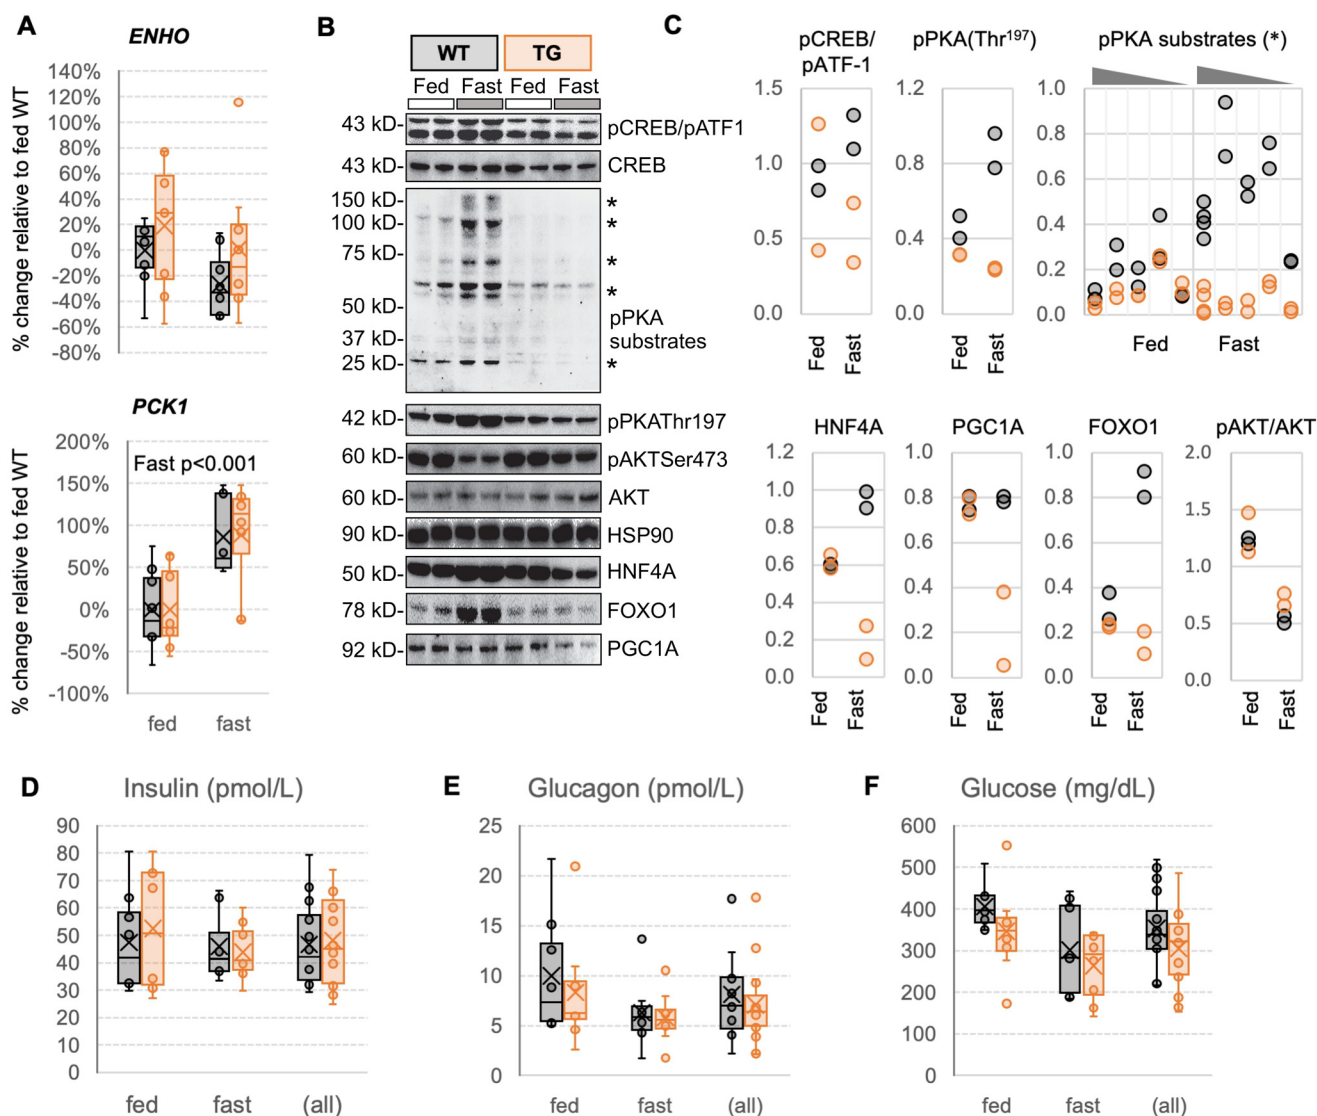 A
ENHO
% change relative to fed WT
140%
120%
100%
80%
60%
40%
20%
0%
-20%
-40%
-60%
-80%
PCK1
% change relative to fed WT
200%
150%
100%
50%
0%
-50%
-100%
Fast p<0.001
fed fast
B
WT TG
Fed Fast Fed Fast
43 kD- pCREB/pATF1
43 kD- CREB
150 kD- *
100 kD- *
75 kD- *
*
50 kD-
pPKA
37 kD- substrates
25 kD- *
42 kD- pPKAThr197
60 kD- pAKTSer473
60 kD- AKT
90 kD- HSP90
50 kD- HNF4A
78 kD- FOXO1
92 kD- PGC1A
C
pCREB/
pATF-1
1.5
1.0
0.5
0.0
Fed Fast
pPKA(Thr¹⁹⁷)
1.2
0.8
0.4
0.0
Fed Fast
pPKA substrates (*)
1.0
0.8
0.6
0.4
0.2
0.0
Fed Fast
HNF4A
1.2
1.0
0.8
0.6
0.4
0.2
0.0
Fed Fast
PGC1A
1.0
0.8
0.6
0.4
0.2
0.0
Fed Fast
FOXO1
1.0
0.8
0.6
0.4
0.2
0.0
Fed Fast
pAKT/AKT
2.0
1.5
1.0
0.5
0.0
Fed Fast
D
Insulin (pmol/L)
90
80
70
60
50
40
30
20
10
0
fed fast (all)
E
Glucagon (pmol/L)
25
20
15
10
5
0
fed fast (all)
F
Glucose (mg/dL)
600
500
400
300
200
100
0
fed fast (all)